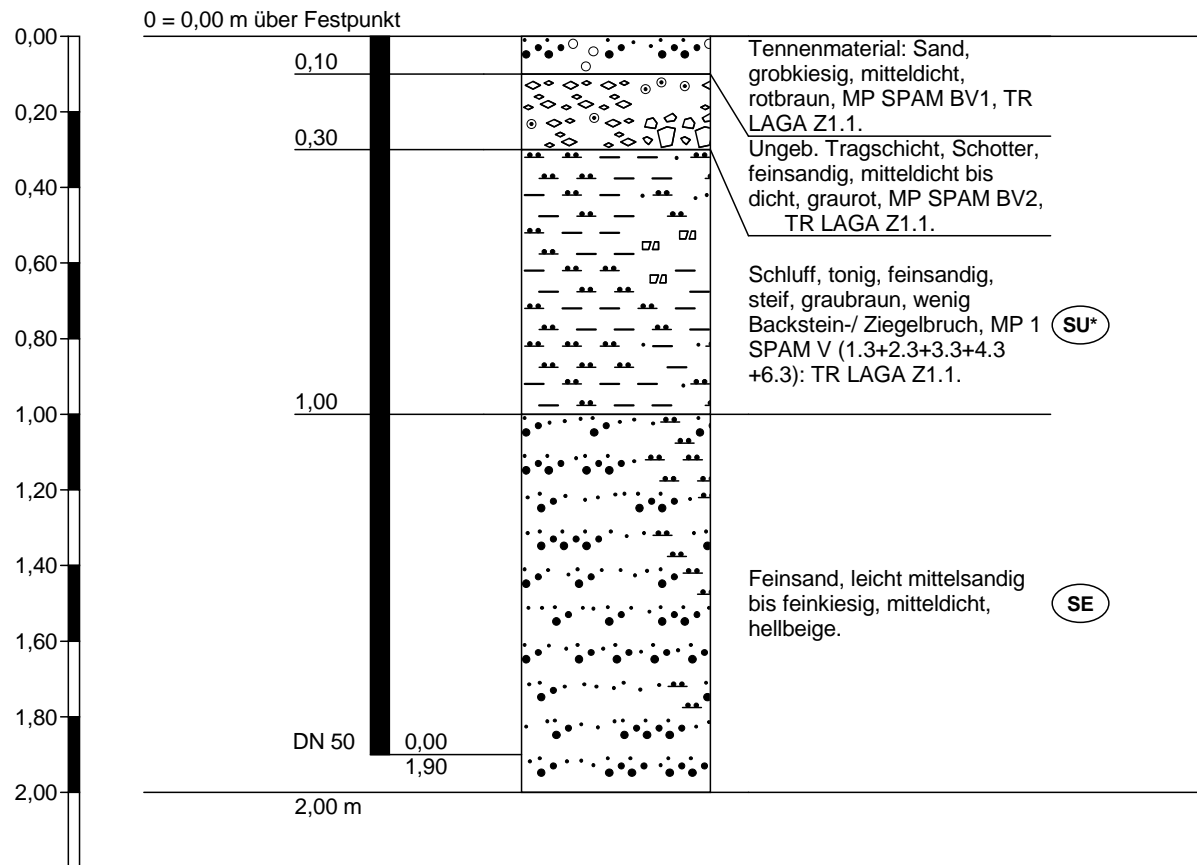 0 = 0,00 m über Festpunkt
0,00
0,10
0,20
0,30
0,40
0,60
0,80
1,00
1,00
1,20
1,40
1,60
1,80
2,00
Tennenmaterial: Sand,
grobkiesig, mitteldicht,
rotbraun, MP SPAM BV1, TR
LAGA Z1.1.
Ungeb. Tragschicht, Schotter,
feinsandig, mitteldicht bis
dicht, graurot, MP SPAM BV2,
TR LAGA Z1.1.
Schluff, tonig, feinsandig,
steif, graubraun, wenig
Backstein-/ Ziegelbruch, MP 1
SPAM V (1.3+2.3+3.3+4.3
+6.3): TR LAGA Z1.1.
SU*
Feinsand, leicht mittelsandig
bis feinkiesig, mitteldicht,
hellbeige.
SE
DN 50
0,00
1,90
2,00 m